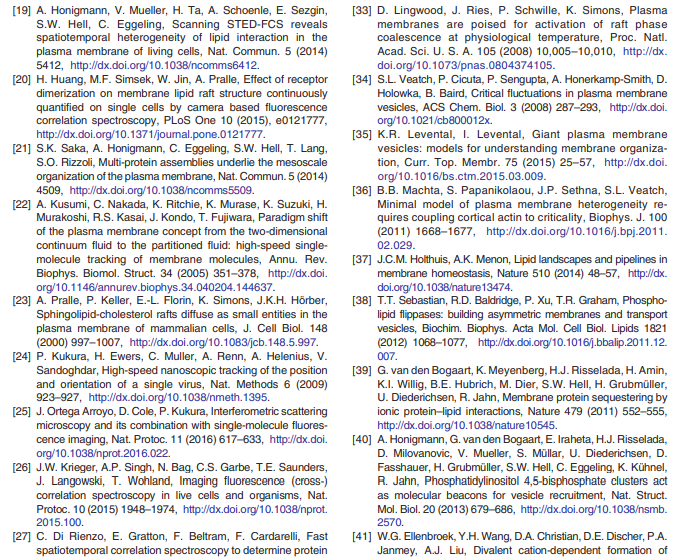 [19] A. Honigmann, V. Mueller, H. Ta, A. Schoenle, E. Sezgin,
S.W. Hell, C. Eggeling, Scanning STED-FCS reveals
spatiotemporal heterogeneity of lipid interaction in the
plasma membrane of living cells, Nat. Commun. 5 (2014)
5412, http://dx.doi.org/10.1038/ncomms6412.
[20] H. Huang, M.F. Simsek, W. Jin, A. Pralle, Effect of receptor
dimerization on membrane lipid raft structure continuously
quantified on single cells by camera based fluorescence
correlation spectroscopy, PLoS One 10 (2015), e0121777,
http://dx.doi.org/10.1371/journal.pone.0121777.
[21] S.K. Saka, A. Honigmann, C. Eggeling, S.W. Hell, T. Lang,
S.O. Rizzoli, Multi-protein assemblies underlie the mesoscale
organization of the plasma membrane, Nat. Commun. 5 (2014)
4509, http://dx.doi.org/10.1038/ncomms5509.
[22] A. Kusumi, C. Nakada, K. Ritchie, K. Murase, K. Suzuki, H.
Murakoshi, R.S. Kasai, J. Kondo, T. Fujiwara, Paradigm shift
of the plasma membrane concept from the two-dimensional
continuum fluid to the partitioned fluid: high-speed single-
molecule tracking of membrane molecules, Annu. Rev.
Biophys. Biomol. Struct. 34 (2005) 351–378, http://dx.doi.
org/10.1146/annurev.biophys.34.040204.144637.
[23] A. Pralle, P. Keller, E.-L. Florin, K. Simons, J.K.H. Hörber,
Sphingolipid-cholesterol rafts diffuse as small entities in the
plasma membrane of mammalian cells, J. Cell Biol. 148
(2000) 997–1007, http://dx.doi.org/10.1083/jcb.148.5.997.
[24] P. Kukura, H. Ewers, C. Muller, A. Renn, A. Helenius, V.
Sandoghdar, High-speed nanoscopic tracking of the position
and orientation of a single virus, Nat. Methods 6 (2009)
923–927, http://dx.doi.org/10.1038/nmeth.1395.
[25] J. Ortega Arroyo, D. Cole, P. Kukura, Interferometric scattering
microscopy and its combination with single-molecule fluores-
cence imaging, Nat. Protoc. 11 (2016) 617–633, http://dx.doi.
org/10.1038/nprot.2016.022.
[26] J.W. Krieger, A.P. Singh, N. Bag, C.S. Garbe, T.E. Saunders,
J. Langowski, T. Wohland, Imaging fluorescence (cross-)
correlation spectroscopy in live cells and organisms, Nat.
Protoc. 10 (2015) 1948–1974, http://dx.doi.org/10.1038/nprot.
2015.100.
[27] C. Di Rienzo, E. Gratton, F. Beltram, F. Cardarelli, Fast
spatiotemporal correlation spectroscopy to determine protein
[33] D. Lingwood, J. Ries, P. Schwille, K. Simons, Plasma
membranes are poised for activation of raft phase
coalescence at physiological temperature, Proc. Natl.
Acad. Sci. U. S. A. 105 (2008) 10,005–10,010, http://dx.
doi.org/10.1073/pnas.0804374105.
[34] S.L. Veatch, P. Cicuta, P. Sengupta, A. Honerkamp-Smith, D.
Holowka, B. Baird, Critical fluctuations in plasma membrane
vesicles, ACS Chem. Biol. 3 (2008) 287–293, http://dx.doi.
org/10.1021/cb800012x.
[35] K.R. Levental, I. Levental, Giant plasma membrane
vesicles: models for understanding membrane organiza-
tion, Curr. Top. Membr. 75 (2015) 25–57, http://dx.doi.
org/10.1016/bs.ctm.2015.03.009.
[36] B.B. Machta, S. Papanikolaou, J.P. Sethna, S.L. Veatch,
Minimal model of plasma membrane heterogeneity re-
quires coupling cortical actin to criticality, Biophys. J. 100
(2011) 1668–1677, http://dx.doi.org/10.1016/j.bpj.2011.
02.029.
[37] J.C.M. Holthuis, A.K. Menon, Lipid landscapes and pipelines in
membrane homeostasis, Nature 510 (2014) 48–57, http://dx.
doi.org/10.1038/nature13474.
[38] T.T. Sebastian, R.D. Baldridge, P. Xu, T.R. Graham, Phospho-
lipid flippases: building asymmetric membranes and transport
vesicles, Biochim. Biophys. Acta Mol. Cell Biol. Lipids 1821
(2012) 1068–1077, http://dx.doi.org/10.1016/j.bbalip.2011.12.
007.
[39] G. van den Bogaart, K. Meyenberg, H.J. Risselada, H. Amin,
K.I. Willig, B.E. Hubrich, M. Dier, S.W. Hell, H. Grubmüller,
U. Diederichsen, R. Jahn, Membrane protein sequestering by
ionic protein–lipid interactions, Nature 479 (2011) 552–555,
http://dx.doi.org/10.1038/nature10545.
[40] A. Honigmann, G. van den Bogaart, E. Iraheta, H.J. Risselada,
D. Milovanovic, V. Mueller, S. Müllar, U. Diederichsen, D.
Fasshauer, H. Grubmüller, S.W. Hell, C. Eggeling, K. Kühnel,
R. Jahn, Phosphatidylinositol 4,5-bisphosphate clusters act
as molecular beacons for vesicle recruitment, Nat. Struct.
Mol. Biol. 20 (2013) 679–686, http://dx.doi.org/10.1038/nsmb.
2570.
[41] W.G. Ellenbroek, Y.H. Wang, D.A. Christian, D.E. Discher, P.A.
Janmey, A.J. Liu, Divalent cation-dependent formation of